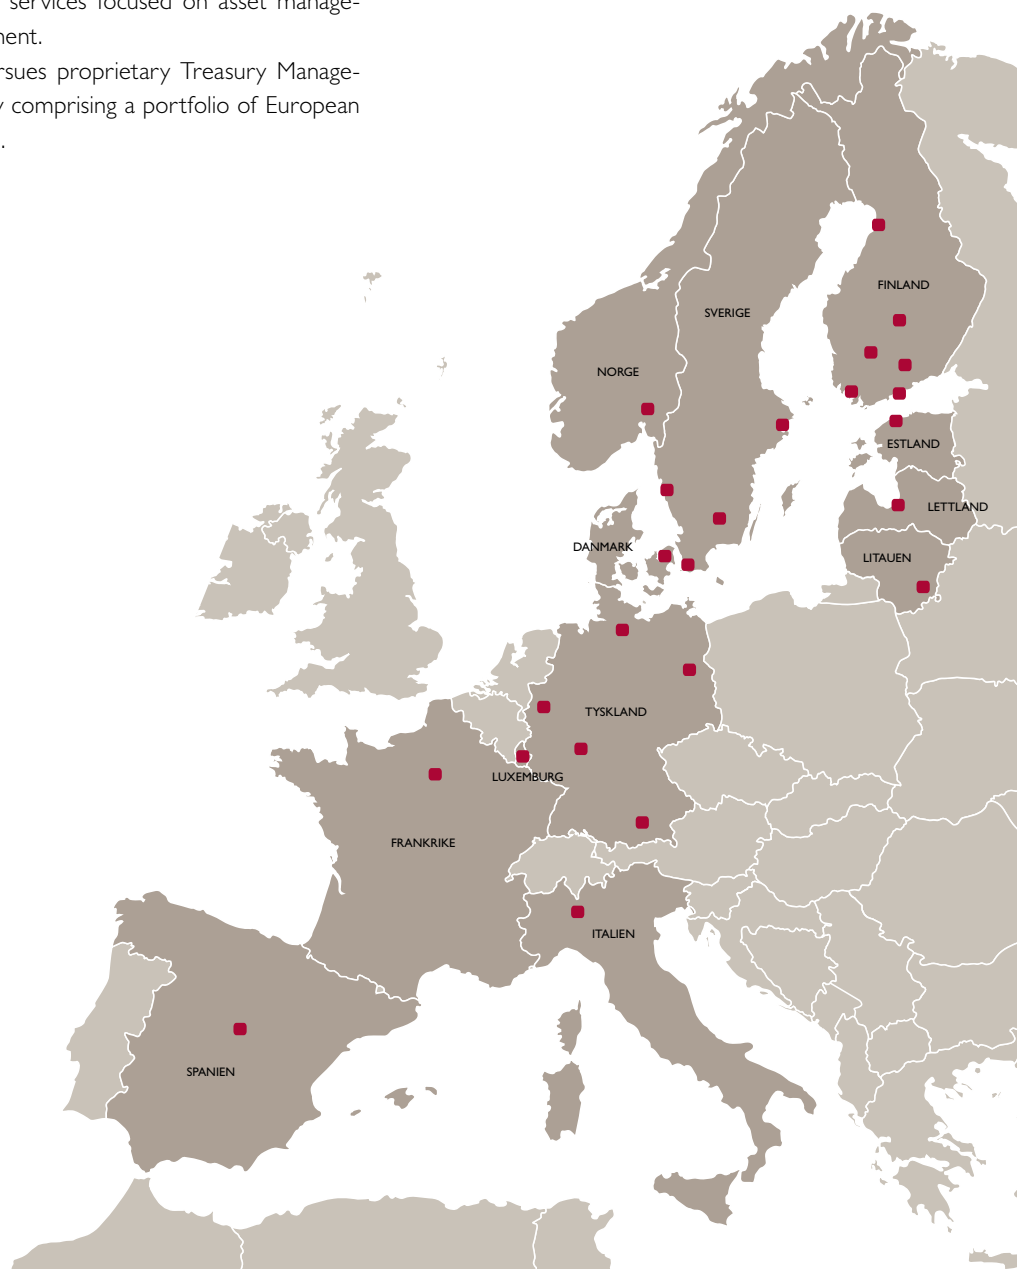 services focused on asset manage-
ment.
rsues proprietary Treasury Manage-
comprising a portfolio of European
.
FINLAND
SVERIGE
NORGE
ESTLAND
LETTLAND
DANMARK
LITAUEN
TYSKLAND
LUXEMBURG
FRANKRIKE
ITALIEN
SPANIEN